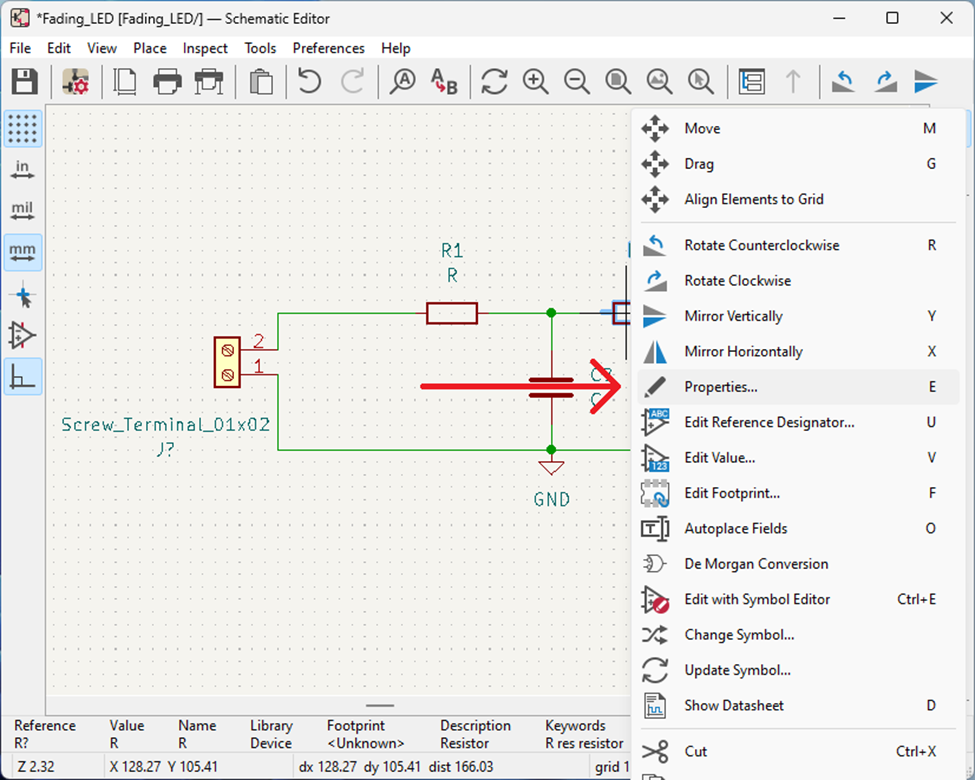 *Fading_LED [Fading_LED/] — Schematic Editor
File Edit View Place Inspect Tools Preferences Help
A
A B
in
mil
mm
R1
R
2
1
Screw_Terminal_01x02
J?
GND
Move M
Drag G
Align Elements to Grid
Rotate Counterclockwise R
Rotate Clockwise
Mirror Vertically Y
Mirror Horizontally X
Properties... E
ABC
Edit Reference Designator... U
123
Edit Value... V
Edit Footprint... F
T
Autoplace Fields O
De Morgan Conversion
Edit with Symbol Editor Ctrl+E
Change Symbol...
Update Symbol...
Show Datasheet D
Cut Ctrl+X
Reference Value Name Library Footprint Description Keywords
R? R R Device <Unknown> Resistor R res resistor
Z 2.32 X 128.27 Y 105.41 dx 128.27 dy 105.41 dist 166.03 grid 1